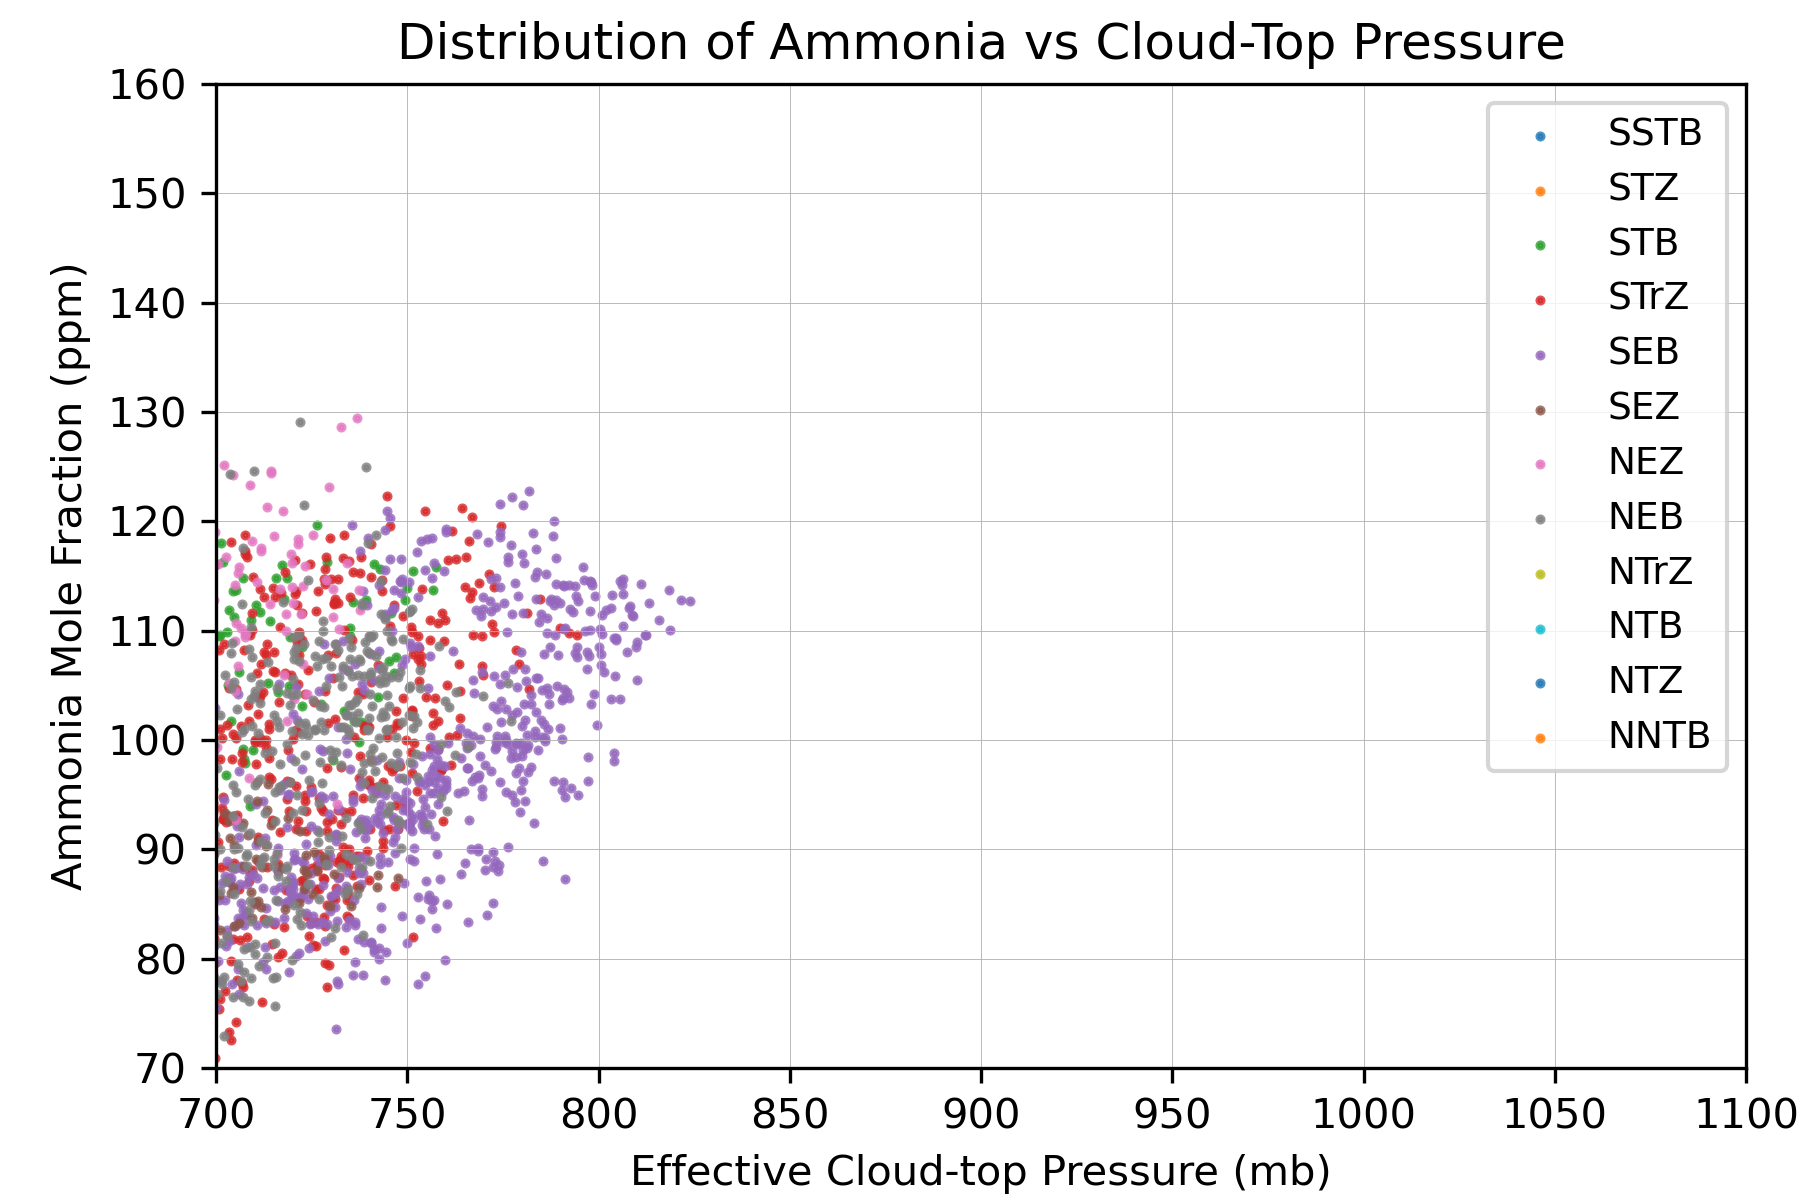 Distribution of Ammonia vs Cloud-Top Pressure
160
150
140
130
120
110
100
90
80
70
Ammonia Mole Fraction (ppm)
SSTB
STZ
STB
STrZ
SEB
SEZ
NEZ
NEB
NTrZ
NTB
NTZ
NNTB
700 750 800 850 900 950 1000 1050 1100
Effective Cloud-top Pressure (mb)